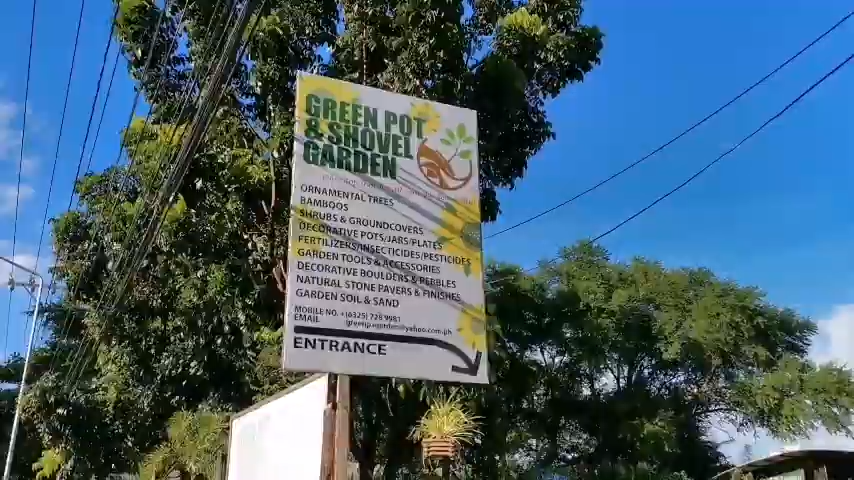 GREEN POT
& SHOVEL
GARDEN
ORNAMENTAL TREES
BAMBOOS
SHRUBS & GROUNDCOVERS
DECORATIVE POTS/JARS/PLATES
FERTILIZERS/INSECTICIDES/PESTICIDES
GARDEN TOOLS & ACCESSORIES
DECORATIVE BOULDERS & PEBBLES
NATURAL STONE PAVERS & FINISHES
GARDEN SOIL & SAND
MOBILE NO.
EMAIL
ENTRANCE